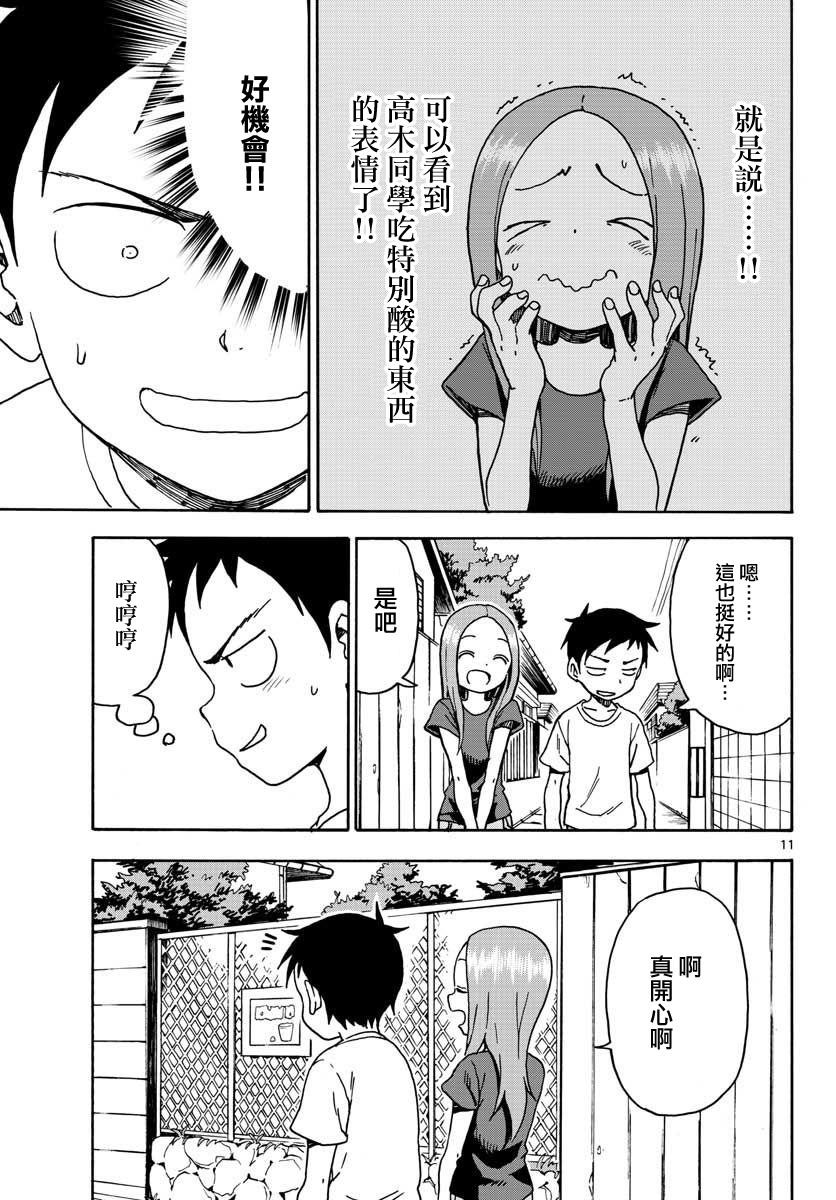 就是說……!!
可以看到
高木同學吃特別酸的東西
的表情了!!
好機會!!
嗯……
這也挺好的啊…
是吧
哼哼哼
11
啊
真開心啊